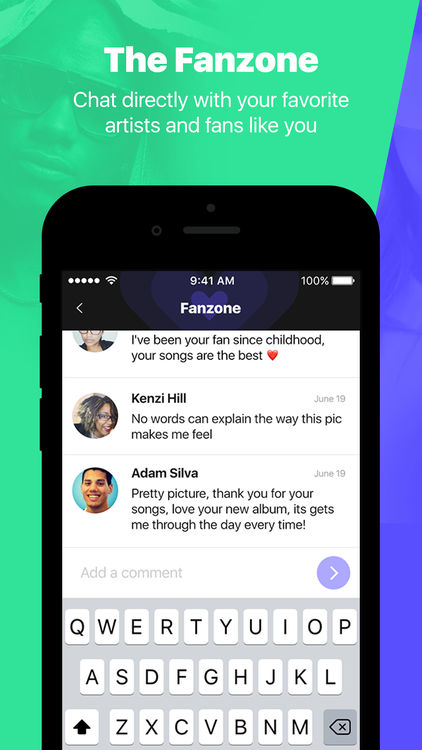 The Fanzone
Chat directly with your favorite
artists and fans like you
9:41 AM
100%
Fanzone
I've been your fan since childhood,
your songs are the best ❤️
Kenzi Hill
June 19
No words can explain the way this pic
makes me feel
Adam Silva
June 19
Pretty picture, thank you for your
songs, love your new album, its gets
me through the day every time!
Add a comment
Q W E R T Y U I O P
A S D F G H J K L
Z X C V B N M